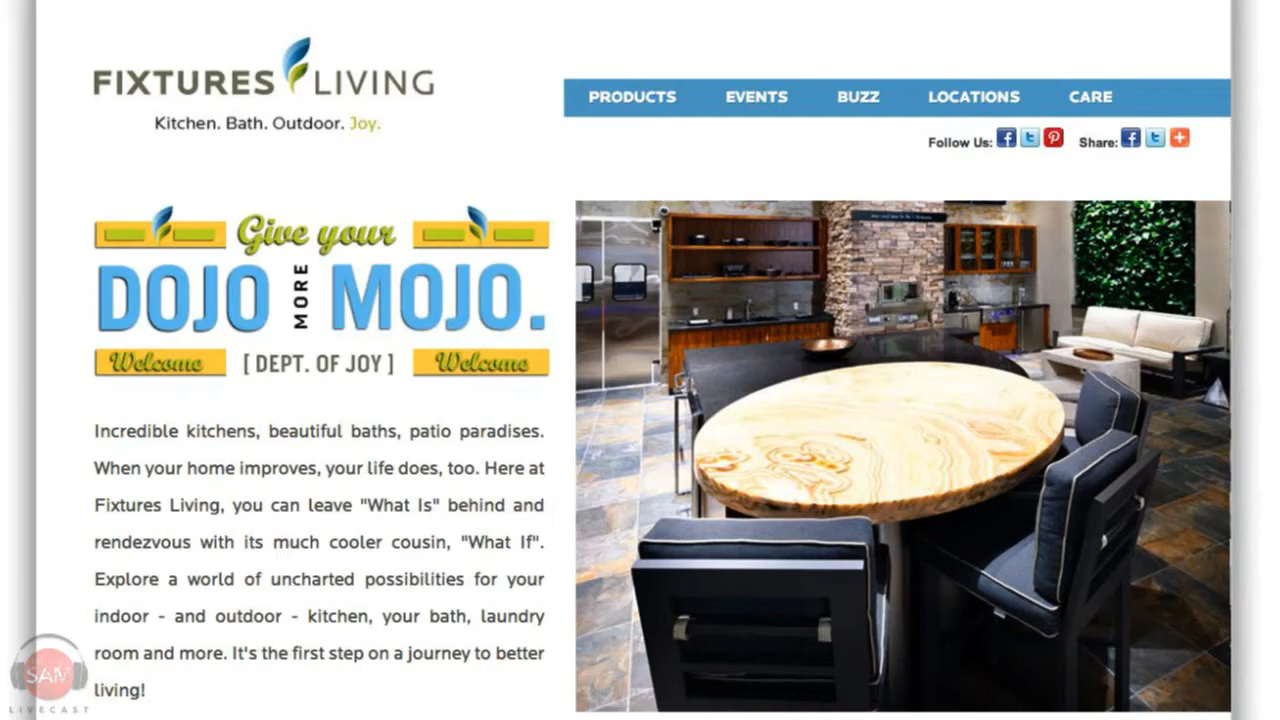 FIXTURES LIVING
Kitchen. Bath. Outdoor. Joy.
PRODUCTS EVENTS BUZZ LOCATIONS CARE
Follow Us: Share:
Give your
DOJO MORE MOJO.
Welcome [ DEPT. OF JOY ] Welcome
Incredible kitchens, beautiful baths, patio paradises.
When your home improves, your life does, too. Here at
Fixtures Living, you can leave "What Is" behind and
rendezvous with its much cooler cousin, "What If".
Explore a world of uncharted possibilities for your
indoor - and outdoor - kitchen, your bath, laundry
room and more. It's the first step on a journey to better
living!
SAM
LIVECAST